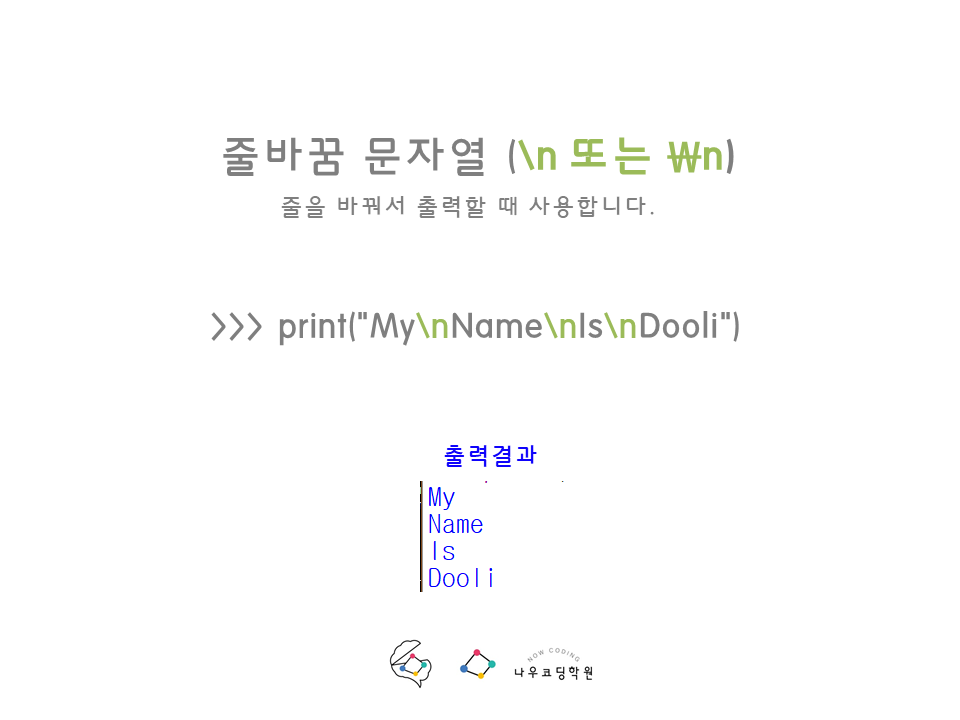 줄바꿈 문자열 (\n 또는 ₩n)
줄을 바꿔서 출력할 때 사용합니다.
>>> print("My\nName\nIs\nDooli")
출력결과
My
Name
Is
Dooli
NOW CODING
나우코딩학원